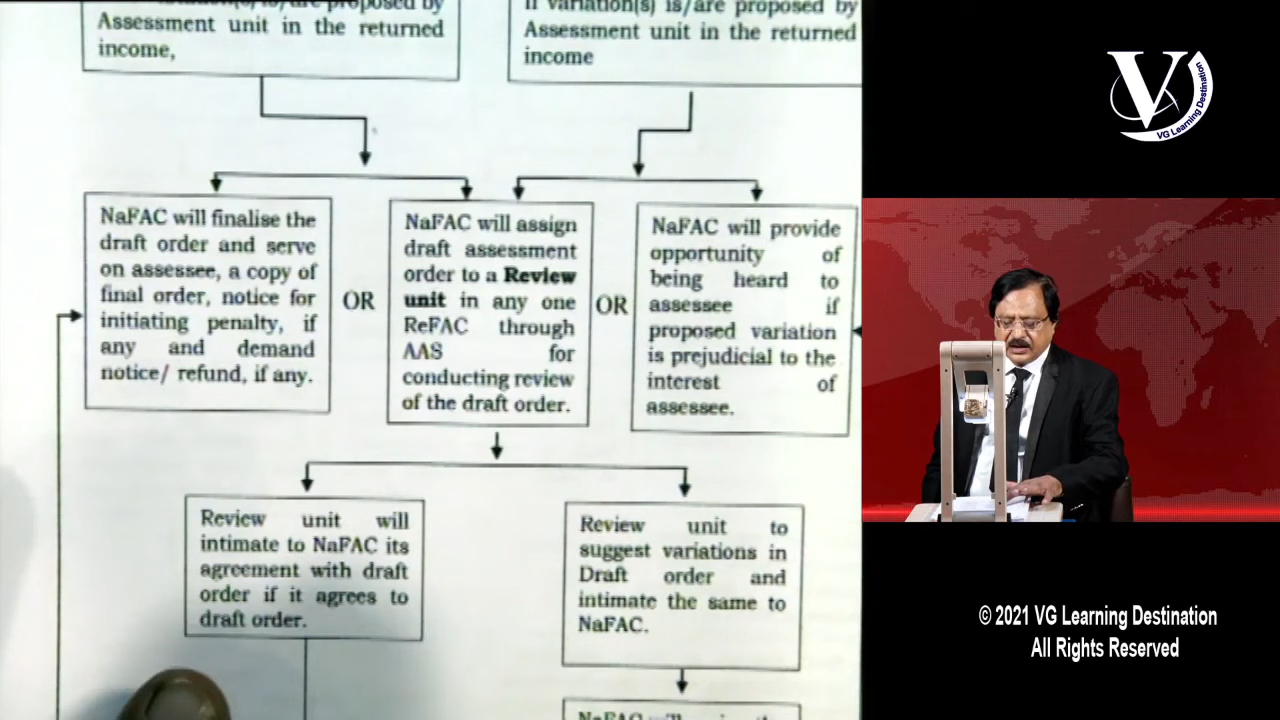 proposed by
Assessment unit in the returned
income,
if variation(s) is/are proposed by
Assessment unit in the returned
income
NaFAC will finalise the
draft order and serve
on assessee, a copy of
final order, notice for
initiating penalty, if
any and demand
notice/ refund, if any.
OR
NaFAC will assign
draft assessment
order to a Review
unit in any one
ReFAC through
AAS for
conducting review
of the draft order.
OR
NaFAC will provide
opportunity of
being heard to
assessee if
proposed variation
is prejudicial to the
interest of
assessee.
Review unit will
intimate to NaFAC its
agreement with draft
order if it agrees to
draft order.
Review unit to
suggest variations in
Draft order and
intimate the same to
NaFAC.
NaFAC will
V
VG Learning Destination
© 2021 VG Learning Destination
All Rights Reserved